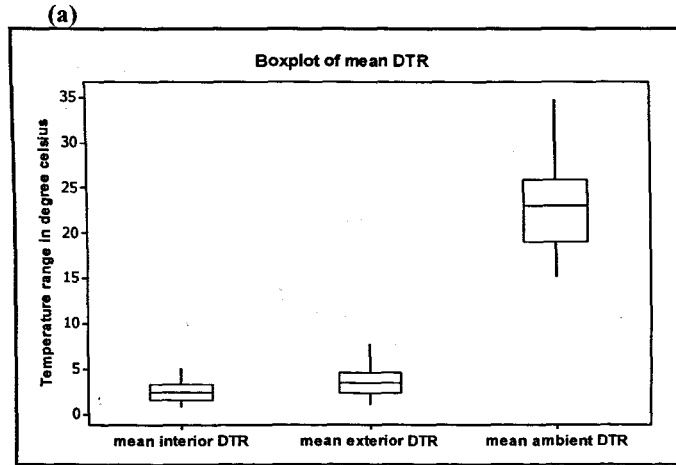 (a)
Boxplot of mean DTR
Temperature range in degree celsius
35
30
25
20
15
10
5
0
mean interior DTR
mean exterior DTR
mean ambient DTR